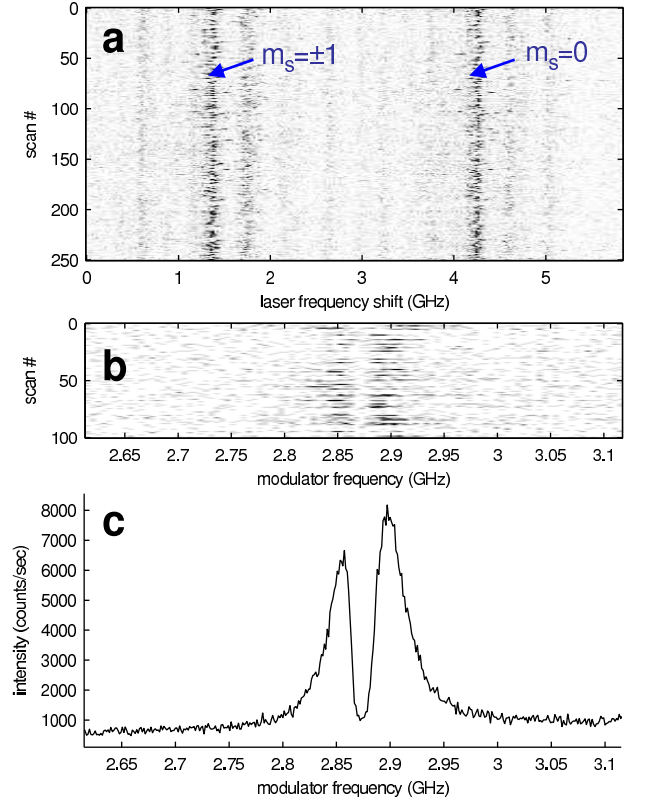 a
m_s=±1
m_s=0
scan #
0
50
100
150
200
250
0 1 2 3 4 5
laser frequency shift (GHz)
b
scan #
0
50
100
2.65 2.7 2.75 2.8 2.85 2.9 2.95 3 3.05 3.1
modulator frequency (GHz)
c
intensity (counts/sec)
8000
7000
6000
5000
4000
3000
2000
1000
2.65 2.7 2.75 2.8 2.85 2.9 2.95 3 3.05 3.1
modulator frequency (GHz)